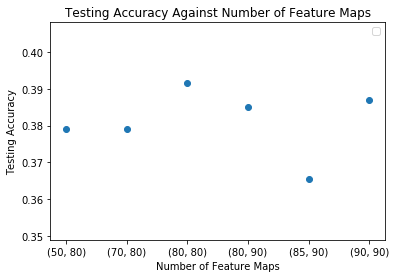 Testing Accuracy Against Number of Feature Maps
0.40
0.39
0.38
0.37
0.36
0.35
Testing Accuracy
(50, 80) (70, 80) (80, 80) (80, 90) (85, 90) (90, 90)
Number of Feature Maps